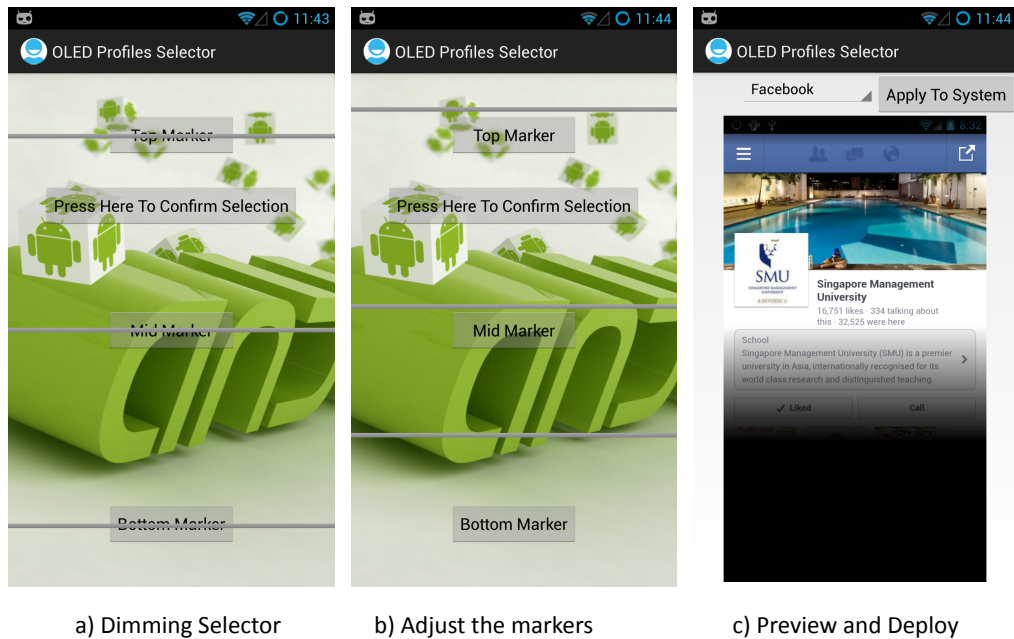 11:43
OLED Profiles Selector
Top Marker
Press Here To Confirm Selection
Mid Marker
Bottom Marker
a) Dimming Selector
11:44
OLED Profiles Selector
Top Marker
Press Here To Confirm Selection
Mid Marker
Bottom Marker
b) Adjust the markers
11:44
OLED Profiles Selector
Facebook
Apply To System
8:32
SMU
SINGAPORE MANAGEMENT
UNIVERSITY
A DIFFERENT U
Singapore Management
University
16,751 likes · 334 talking about
this · 32,525 were here
School
Singapore Management University (SMU) is a premier
university in Asia, internationally recognised for its
world class research and distinguished teaching.
✓ Liked
Call
c) Preview and Deploy